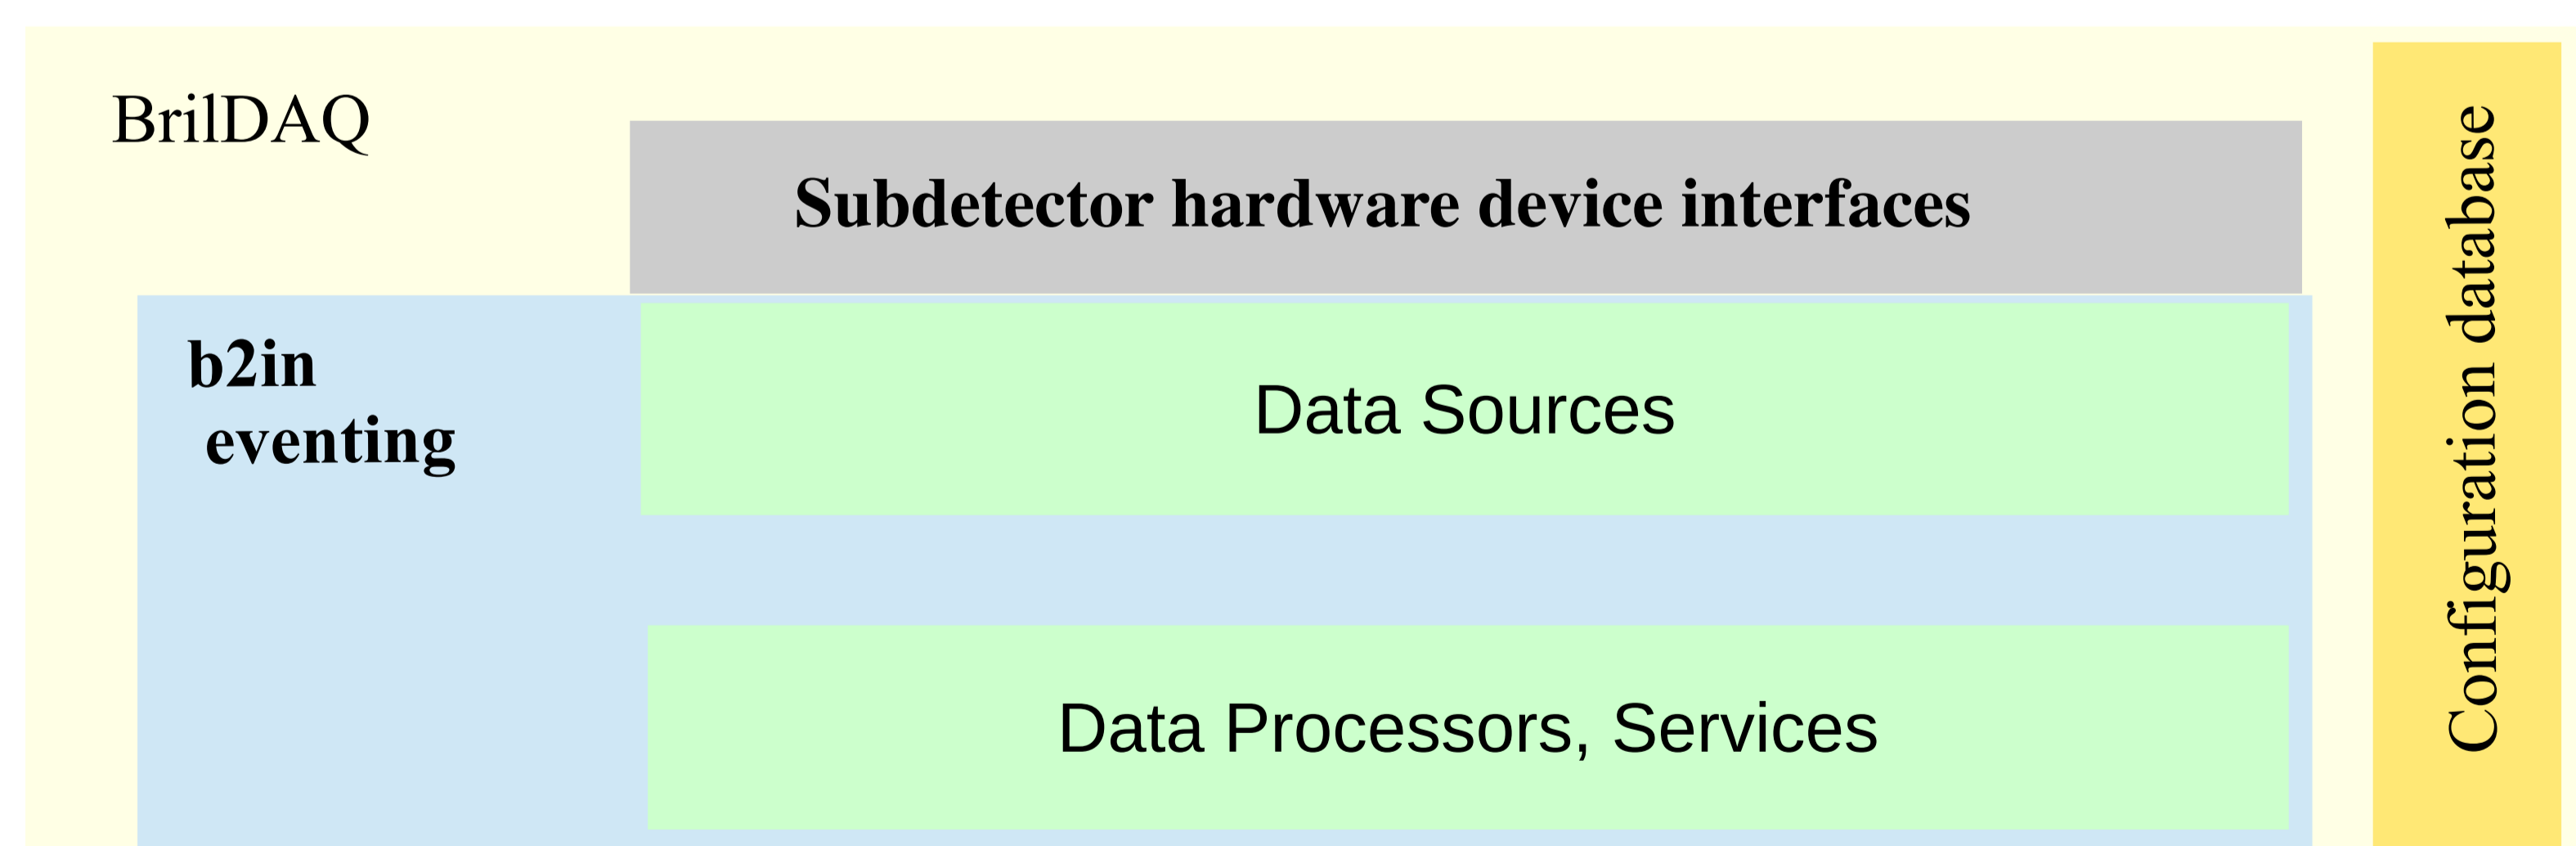 BrilDAQ
Subdetector hardware device interfaces
b2in
eventing
Data Sources
Data Processors, Services
Configuration database